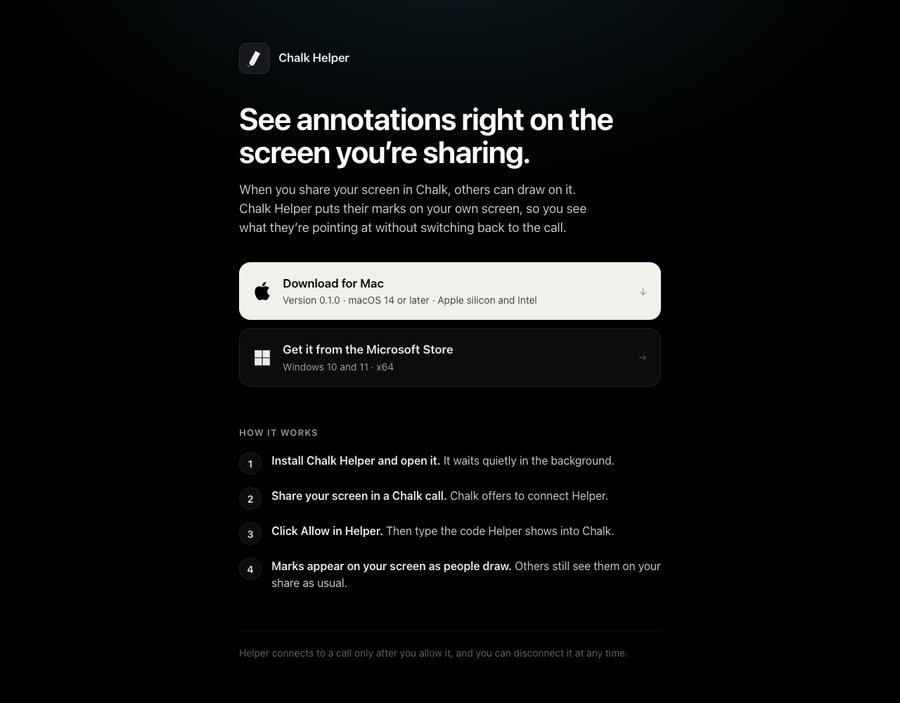 Chalk Helper
See annotations right on the
screen you’re sharing.
When you share your screen in Chalk, others can draw on it.
Chalk Helper puts their marks on your own screen, so you see
what they’re pointing at without switching back to the call.
Download for Mac
Version 0.1.0 · macOS 14 or later · Apple silicon and Intel
↓
Get it from the Microsoft Store
Windows 10 and 11 · x64
→
HOW IT WORKS
1 Install Chalk Helper and open it. It waits quietly in the background.
2 Share your screen in a Chalk call. Chalk offers to connect Helper.
3 Click Allow in Helper. Then type the code Helper shows into Chalk.
4 Marks appear on your screen as people draw. Others still see them on your
share as usual.
Helper connects to a call only after you allow it, and you can disconnect it at any time.